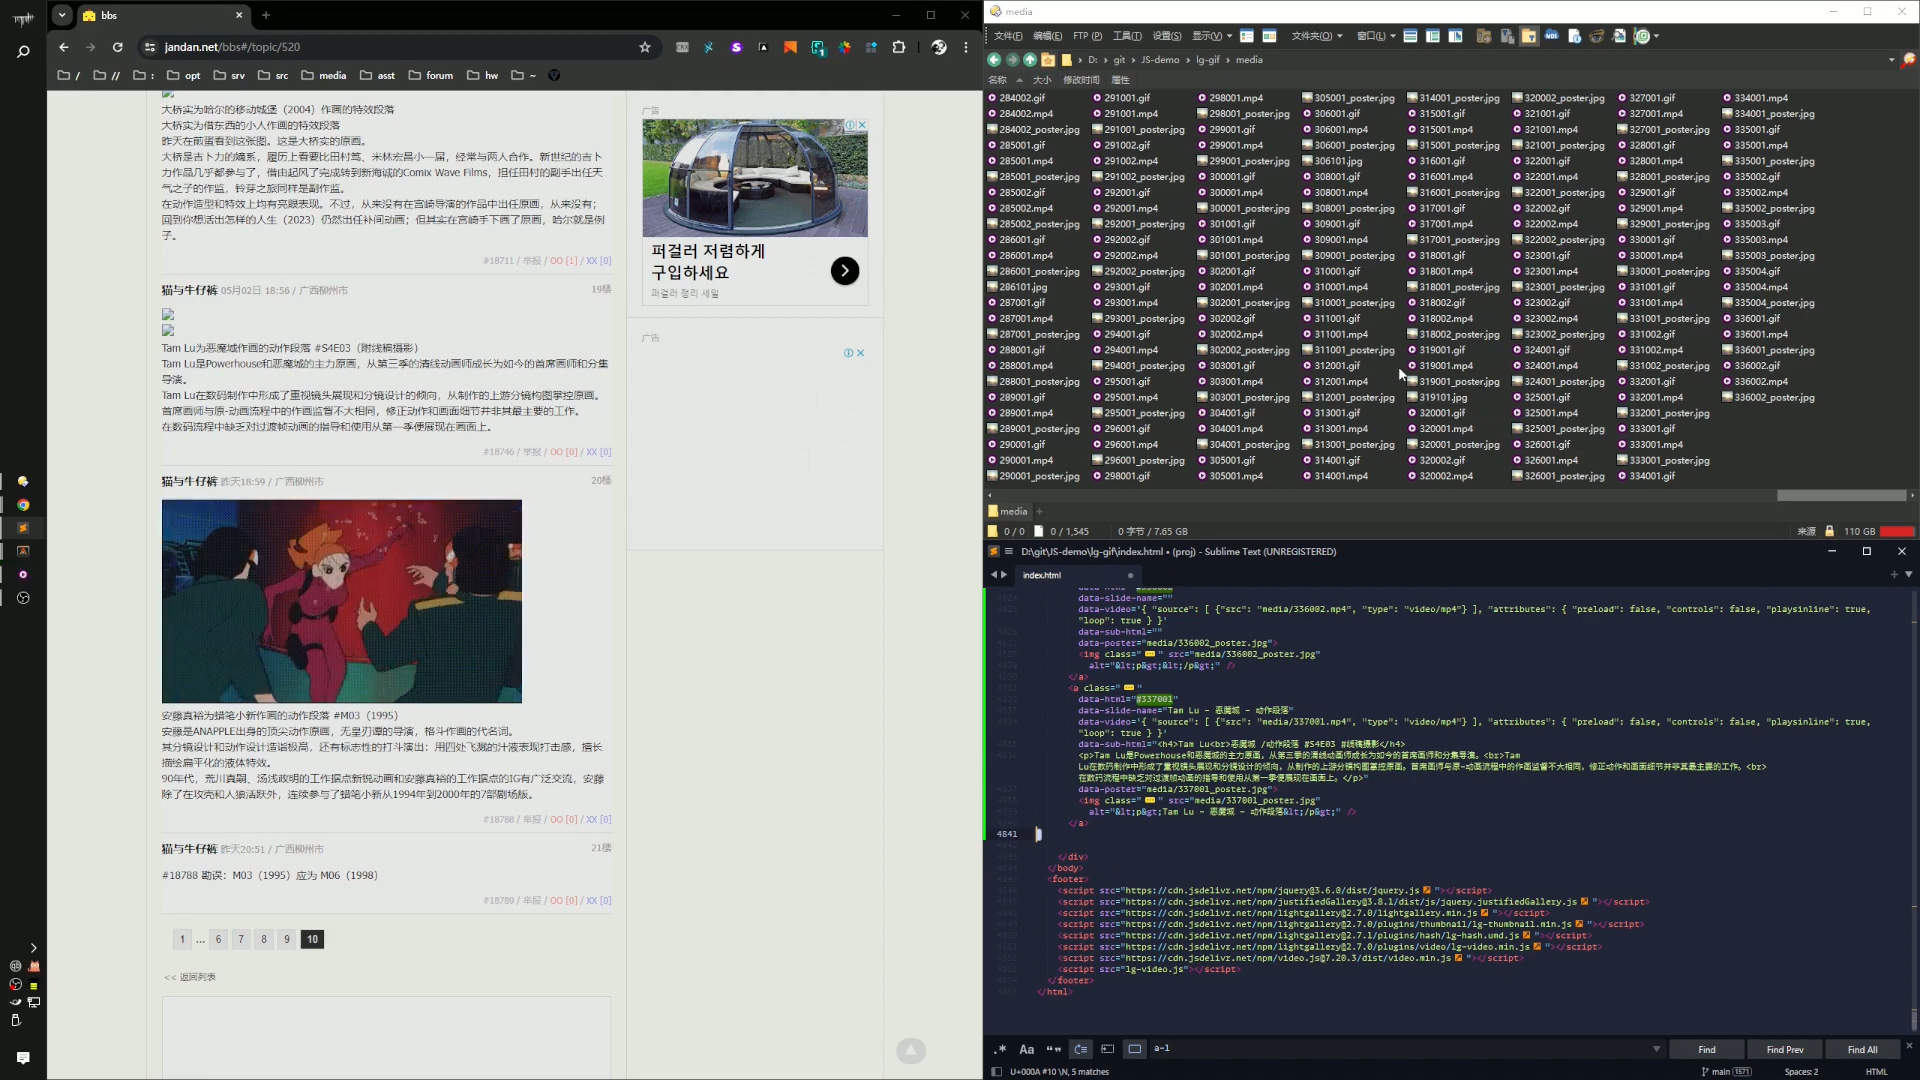 bbs
jandan.net/bbs#/topic/520
/
//
:
opt
srv
src
media
asst
forum
hw
~
大桥实为哈尔的移动城堡（2004）作画的特效段落
大桥实为借东西的小人作画的特效段落
昨天在煎蛋看到这张图。这是大桥实的原画。
大桥是吉卜力的嫡系，履历上看要比田村笃、米林宏昌小一届，经常与两人合作。新世纪的吉卜
力作品几乎都参与了，借由起风了完成转到新海诚的Comix Wave Films，担任田村的副手出任天
气之子的作监，铃芽之旅同样是副作监。
在动作造型和特效上均有亮眼表现。不过，从来没有在宫崎导演的作品中出任原画，从来没有；
回到你想活出怎样的人生（2023）仍然出任补间动画；但其实在宫崎手下画了原画，哈尔就是例
子。
#18711 / 举报 / OO [1] / XX [0]
猫与牛仔裤 05月02日 18:56 / 广西柳州市
19楼
Tam Lu为恶魔城作画的动作段落 #S4E03（附线稿摄影）
Tam Lu是Powerhouse和恶魔城的主力原画，从第三季的清线动画师成长为如今的首席画师和分集
导演。
Tam Lu在数码制作中形成了重视镜头展现和分镜设计的倾向，从制作的上游分镜构图掌控原画。
首席画师与原-动画流程中的作画监督不大相同，修正动作和画面细节并非其最主要的工作。
在数码流程中缺乏对过渡帧动画的指导和使用从第一季便展现在画面上。
#18746 / 举报 / OO [0] / XX [0]
猫与牛仔裤 昨天18:59 / 广西柳州市
20楼
安藤真裕为蜡笔小新作画的动作段落 #M03（1995）
安藤是ANAPPLE出身的顶尖动作原画，无皇刃谭的导演，格斗作画的代名词。
其分镜设计和动作设计造诣极高，还有标志性的打斗演出：用四处飞溅的汁液表现打击感，擅长
描绘扁平化的液体特效。
90年代，荒川真嗣、汤浅政明的工作据点新锐动画和安藤真裕的工作据点的IG有广泛交流，安藤
除了在攻壳和人狼活跃外，连续参与了蜡笔小新从1994年到2000年的7部剧场版。
#18788 / 举报 / OO [0] / XX [0]
猫与牛仔裤 昨天20:51 / 广西柳州市
21楼
#18788 勘误：M03（1995）应为 M06（1998）
#18789 / 举报 / OO [0] / XX [0]
1 ... 6 7 8 9 10
<< 返回列表
广告
퍼걸러 저렴하게
구입하세요
퍼걸러 정리 세일
广告
media
文件(F) 编辑(E) FTP (P) 工具(T) 设置(S) 显示(V) 文件夹(O) 窗口(L)
D: › git › JS-demo › lg-gif › media
名称 大小 修改时间 属性
284002.gif 291001.gif 298001.mp4 305001_poster.jpg 314001_poster.jpg 320002_poster.jpg 327001.gif 334001.mp4
284002.mp4 291001.mp4 298001_poster.jpg 306001.gif 315001.gif 321001.gif 327001.mp4 334001_poster.jpg
284002_poster.jpg 291001_poster.jpg 299001.gif 306001.mp4 315001.mp4 321001.mp4 327001_poster.jpg 335001.gif
285001.gif 291002.gif 299001.mp4 306001_poster.jpg 315001_poster.jpg 321001_poster.jpg 328001.gif 335001.mp4
285001.mp4 291002.mp4 299001_poster.jpg 306101.jpg 316001.gif 322001.gif 328001.mp4 335001_poster.jpg
285001_poster.jpg 291002_poster.jpg 300001.gif 308001.gif 316001.mp4 322001.mp4 328001_poster.jpg 335002.gif
285002.gif 292001.gif 300001.mp4 308001.mp4 316001_poster.jpg 322001_poster.jpg 329001.gif 335002.mp4
285002.mp4 292001.mp4 300001_poster.jpg 308001_poster.jpg 317001.gif 322002.gif 329001.mp4 335002_poster.jpg
285002_poster.jpg 292001_poster.jpg 301001.gif 309001.gif 317001.mp4 322002.mp4 329001_poster.jpg 335003.gif
286001.gif 292002.gif 301001.mp4 309001.mp4 317001_poster.jpg 322002_poster.jpg 330001.gif 335003.mp4
286001.mp4 292002.mp4 301001_poster.jpg 309001_poster.jpg 318001.gif 323001.gif 330001.mp4 335003_poster.jpg
286001_poster.jpg 292002_poster.jpg 302001.gif 310001.gif 318001.mp4 323001.mp4 330001_poster.jpg 335004.gif
286101.jpg 293001.gif 302001.mp4 310001.mp4 318001_poster.jpg 323001_poster.jpg 331001.gif 335004.mp4
287001.gif 293001.mp4 302001_poster.jpg 310001_poster.jpg 318002.gif 323002.gif 331001.mp4 335004_poster.jpg
287001.mp4 293001_poster.jpg 302002.gif 311001.gif 318002.mp4 323002.mp4 331001_poster.jpg 336001.gif
287001_poster.jpg 294001.gif 302002.mp4 311001.mp4 318002_poster.jpg 323002_poster.jpg 331002.gif 336001.mp4
288001.gif 294001.mp4 302002_poster.jpg 311001_poster.jpg 319001.gif 324001.gif 331002.mp4 336001_poster.jpg
288001.mp4 294001_poster.jpg 303001.gif 312001.gif 319001.mp4 324001.mp4 331002_poster.jpg 336002.gif
288001_poster.jpg 295001.gif 303001.mp4 312001.mp4 319001_poster.jpg 324001_poster.jpg 332001.gif 336002.mp4
289001.gif 295001.mp4 303001_poster.jpg 312001_poster.jpg 319101.jpg 325001.gif 332001.mp4 336002_poster.jpg
289001.mp4 295001_poster.jpg 304001.gif 313001.gif 320001.gif 325001.mp4 332001_poster.jpg
289001_poster.jpg 296001.gif 304001.mp4 313001.mp4 320001.mp4 325001_poster.jpg 333001.gif
290001.gif 296001.mp4 304001_poster.jpg 313001_poster.jpg 320001_poster.jpg 326001.gif 333001.mp4
290001.mp4 296001_poster.jpg 305001.gif 314001.gif 320002.gif 326001.mp4 333001_poster.jpg
290001_poster.jpg 298001.gif 305001.mp4 314001.mp4 320002.mp4 326001_poster.jpg 334001.gif
media
0 / 0 0 / 1,545 0 字节 / 7.65 GB 来源 110 GB
D:\git\JS-demo\lg-gif\index.html • (proj) - Sublime Text (UNREGISTERED)
index.html
data-slide-name=""
data-video='{ "source": [ {"src": "media/336002.mp4", "type": "video/mp4"} ], "attributes": { "preload": false, "controls": false, "playsinline": true,
"loop": true } }'
data-sub-html=""
data-poster="media/336002_poster.jpg">
<img class="" src="media/336002_poster.jpg"
alt="&lt;p&gt;&lt;/p&gt;" />
</a>
<a class=""
data-html="#337001"
data-slide-name="Tam Lu - 恶魔城 - 动作段落"
data-video='{ "source": [ {"src": "media/337001.mp4", "type": "video/mp4"} ], "attributes": { "preload": false, "controls": false, "playsinline": true,
"loop": true } }'
data-sub-html="<h4>Tam Lu<br>恶魔城 /动作段落 #S4E03 #线稿摄影</h4>
<p>Tam Lu是Powerhouse和恶魔城的主力原画，从第三季的清线动画师成长为如今的首席画师和分集导演。<br>Tam
Lu在数码制作中形成了重视镜头展现和分镜设计的倾向，从制作的上游分镜构图掌控原画。首席画师与原-动画流程中的作画监督不大相同，修正动作和画面细节并非其最主要的工作。<br>
在数码流程中缺乏对过渡帧动画的指导和使用从第一季便展现在画面上。</p>"
data-poster="media/337001_poster.jpg">
<img class="" src="media/337001_poster.jpg"
alt="&lt;p&gt;Tam Lu - 恶魔城 - 动作段落&lt;/p&gt;" />
</a>
4841
</div>
</body>
<footer>
<script src="https://cdn.jsdelivr.net/npm/jquery@3.6.0/dist/jquery.js"></script>
<script src="https://cdn.jsdelivr.net/npm/justifiedGallery@3.8.1/dist/js/jquery.justifiedGallery.js"></script>
<script src="https://cdn.jsdelivr.net/npm/lightgallery@2.7.0/lightgallery.min.js"></script>
<script src="https://cdn.jsdelivr.net/npm/lightgallery@2.7.0/plugins/thumbnail/lg-thumbnail.min.js"></script>
<script src="https://cdn.jsdelivr.net/npm/lightgallery@2.7.1/plugins/hash/lg-hash.umd.js"></script>
<script src="https://cdn.jsdelivr.net/npm/lightgallery@2.7.0/plugins/video/lg-video.min.js"></script>
<script src="https://cdn.jsdelivr.net/npm/video.js@7.20.3/dist/video.min.js"></script>
<script src="lg-video.js"></script>
</footer>
</html>
a-1
Find Find Prev Find All
U+000A #10 \N, 5 matches
main 1571 Spaces: 2 HTML